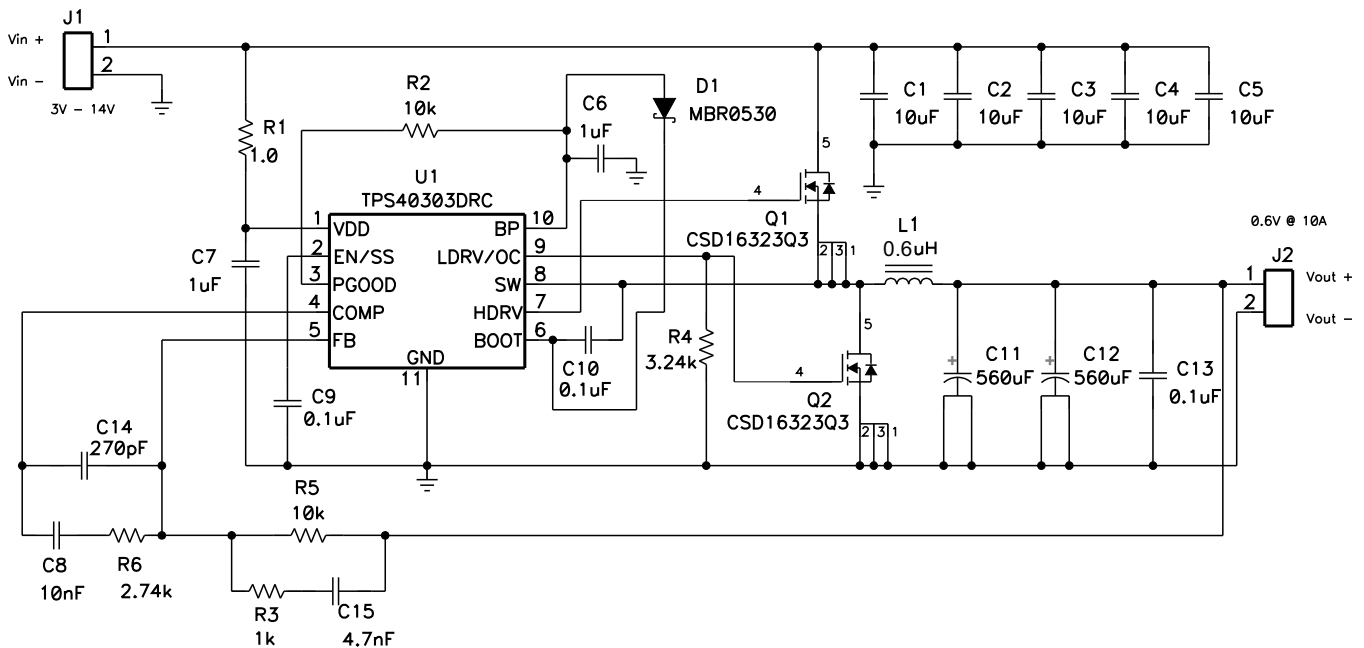 J1
Vin +
1
2
Vin −
3V − 14V
R1
1.0
R2
10k
C6
1uF
D1
MBR0530
C1
10uF
C2
10uF
C3
10uF
C4
10uF
C5
10uF
U1
TPS40303DRC
1
VDD
2
EN/SS
3
PGOOD
4
COMP
5
FB
BP
10
LDRV/OC
9
SW
8
HDRV
7
BOOT
6
GND
11
C7
1uF
5
4
Q1
CSD16323Q3
2 3 1
L1
0.6uH
0.6V @ 10A
J2
1
Vout +
2
Vout −
R4
3.24k
C10
0.1uF
5
4
Q2
CSD16323Q3
2 3 1
+
C11
560uF
+
C12
560uF
C13
0.1uF
C9
0.1uF
C14
270pF
R5
10k
C8
10nF
R6
2.74k
R3
1k
C15
4.7nF